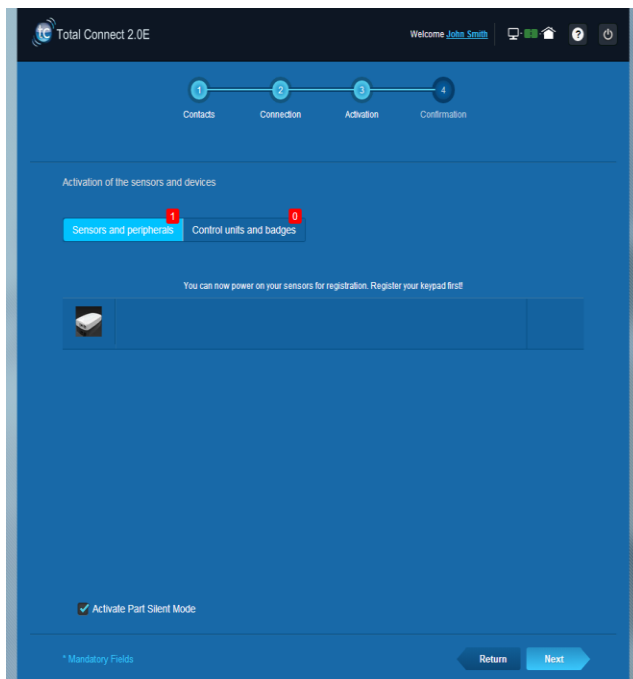 tc Total Connect 2.0E
Welcome John Smith
?
1 2 3 4
Contacts Connection Activation Confirmation
Activation of the sensors and devices
1 0
Sensors and peripherals Control units and badges
You can now power on your sensors for registration. Register your keypad first!
Activate Part Silent Mode
* Mandatory Fields
Return Next